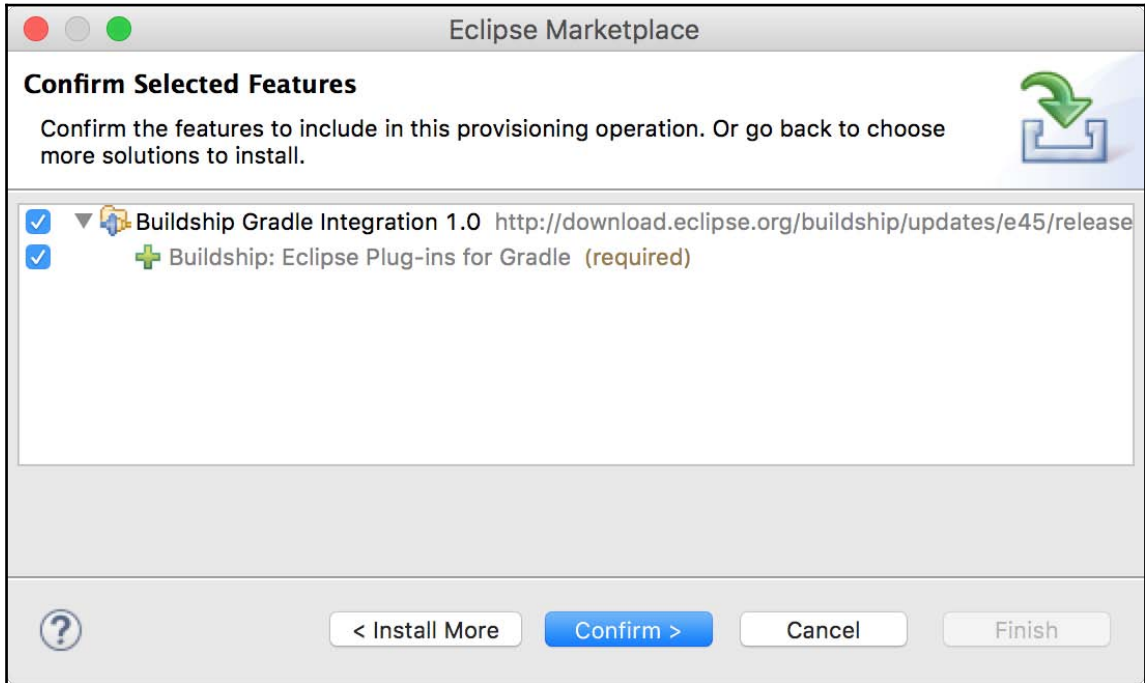 Eclipse Marketplace
Confirm Selected Features
Confirm the features to include in this provisioning operation. Or go back to choose
more solutions to install.
Buildship Gradle Integration 1.0 http://download.eclipse.org/buildship/updates/e45/release
Buildship: Eclipse Plug-ins for Gradle (required)
?
< Install More Confirm > Cancel Finish